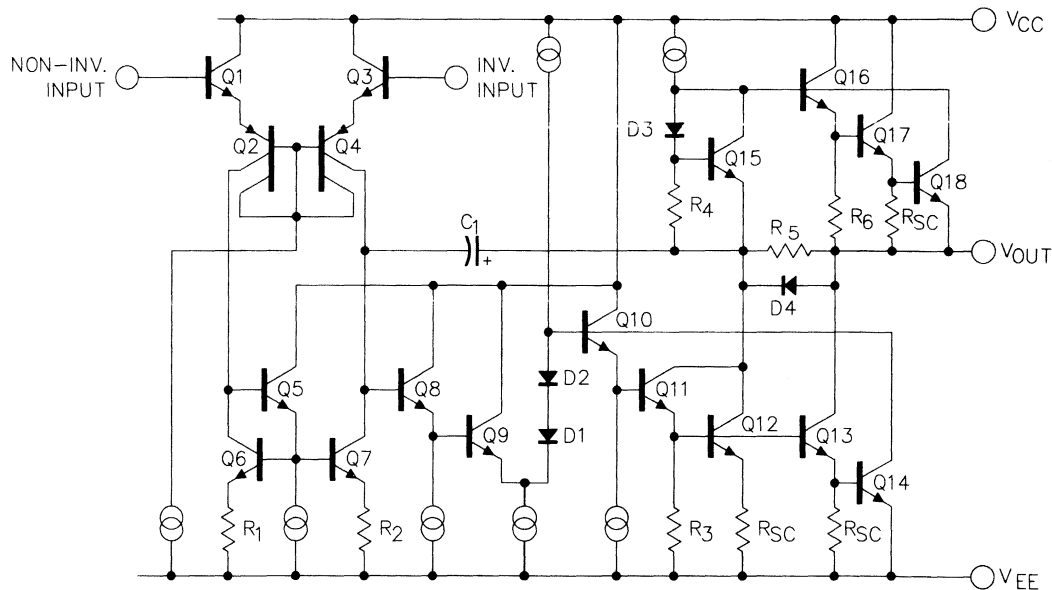 VCC
NON-INV.
INPUT
Q1
Q3
INV.
INPUT
Q16
D3
Q2
Q4
Q15
Q17
Q18
R4
R6
RSC
C1
+
R5
VOUT
D4
Q10
D2
Q5
Q8
Q11
D1
Q12
Q13
Q9
Q6
Q7
Q14
R1
R2
R3
RSC
RSC
VEE